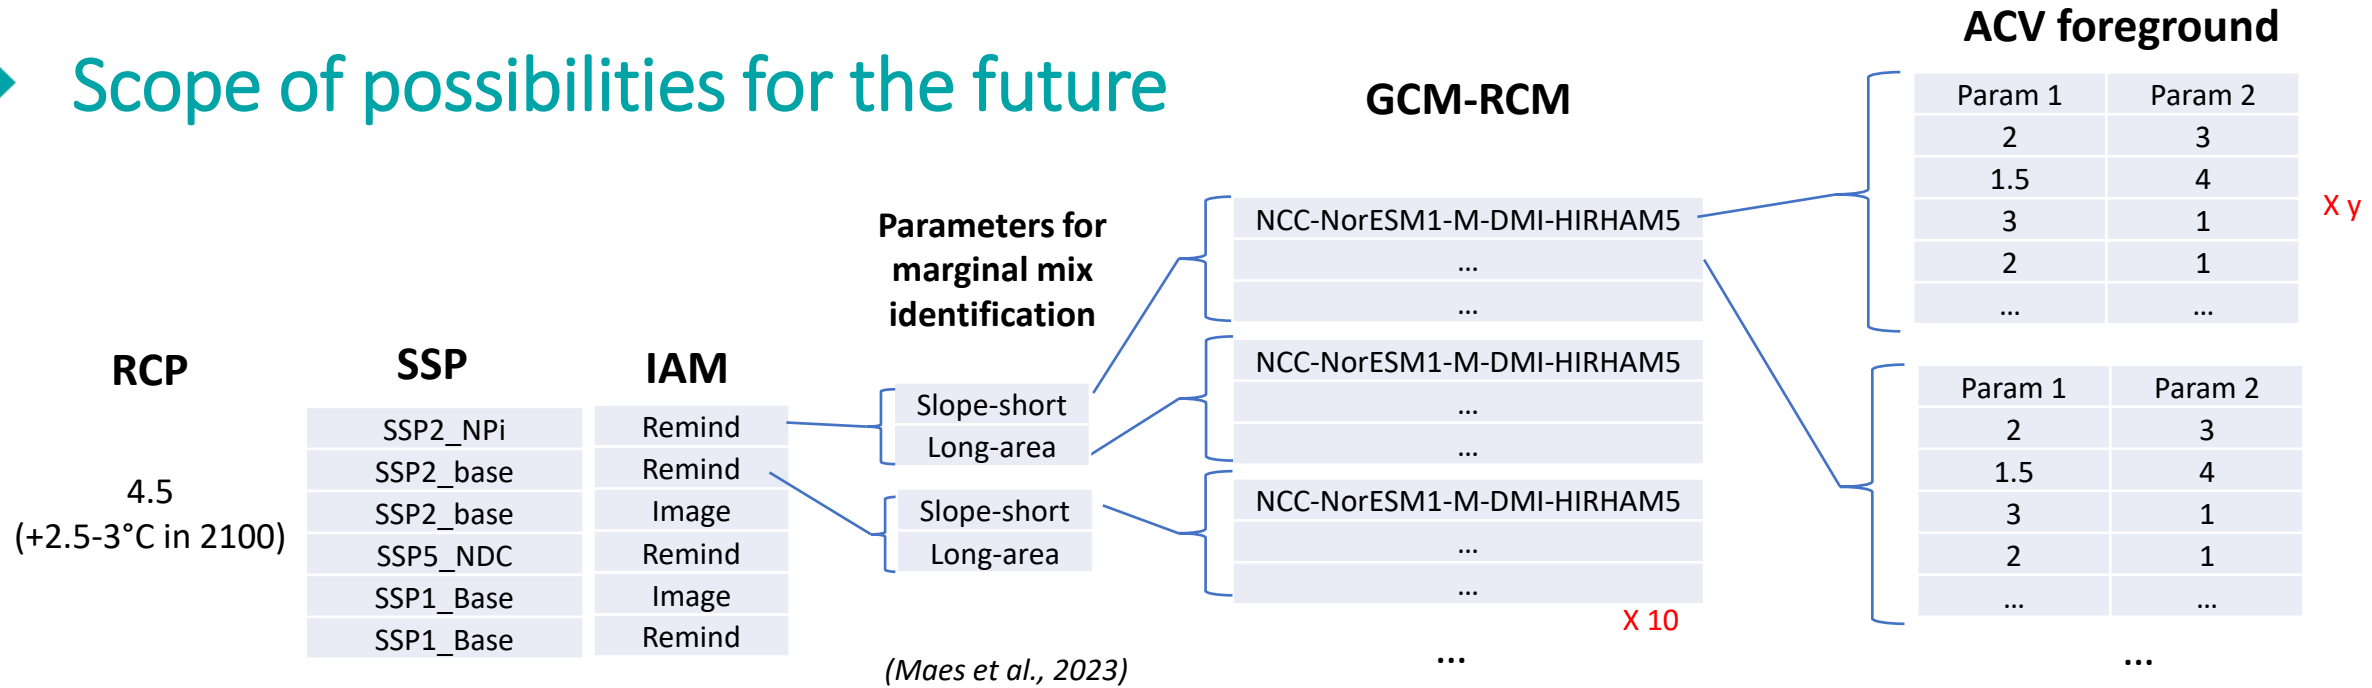 Scope of possibilities for the future
RCP
4.5
(+2.5-3°C in 2100)
SSP
SSP2_NPi
SSP2_base
SSP2_base
SSP5_NDC
SSP1_Base
SSP1_Base
IAM
Remind
Remind
Image
Remind
Image
Remind
Parameters for
marginal mix
identification
Slope-short
Long-area
Slope-short
Long-area
(Maes et al., 2023)
GCM-RCM
NCC-NorESM1-M-DMI-HIRHAM5
...
...
NCC-NorESM1-M-DMI-HIRHAM5
...
...
NCC-NorESM1-M-DMI-HIRHAM5
...
...
X 10
...
ACV foreground
Param 1 Param 2
2 3
1.5 4
3 1
2 1
... ...
X y
Param 1 Param 2
2 3
1.5 4
3 1
2 1
... ...
...